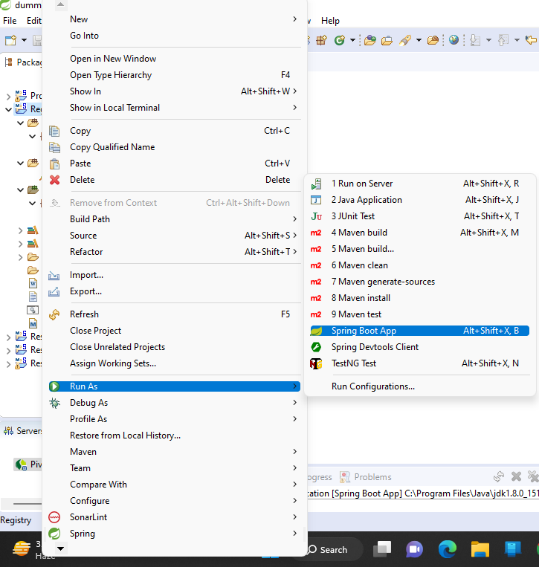 dumm
File
Edi
Help
New
Go Into
Open in New Window
Open Type Hierarchy F4
Show In Alt+Shift+W
Show in Local Terminal
Copy Ctrl+C
Copy Qualified Name
Paste Ctrl+V
Delete Delete
Remove from Context Ctrl+Alt+Shift+Down
Build Path
Source Alt+Shift+S
Refactor Alt+Shift+T
Import...
Export...
Refresh F5
Close Project
Close Unrelated Projects
Assign Working Sets...
Run As
Debug As
Profile As
Restore from Local History...
Maven
Team
Compare With
Configure
SonarLint
Spring
1 Run on Server Alt+Shift+X, R
2 Java Application Alt+Shift+X, J
3 JUnit Test Alt+Shift+X, T
m2 4 Maven build Alt+Shift+X, M
m2 5 Maven build...
m2 6 Maven clean
m2 7 Maven generate-sources
m2 8 Maven install
m2 9 Maven test
Spring Boot App Alt+Shift+X, B
Spring Devtools Client
TestNG Test Alt+Shift+X, N
Run Configurations...
Packa
Pro
Re
Res
Res
Res
Servers
Piv
ogress
Problems
cation [Spring Boot App] C:\Program Files\Java\jdk1.8.0_151
Registry
Haze
Search